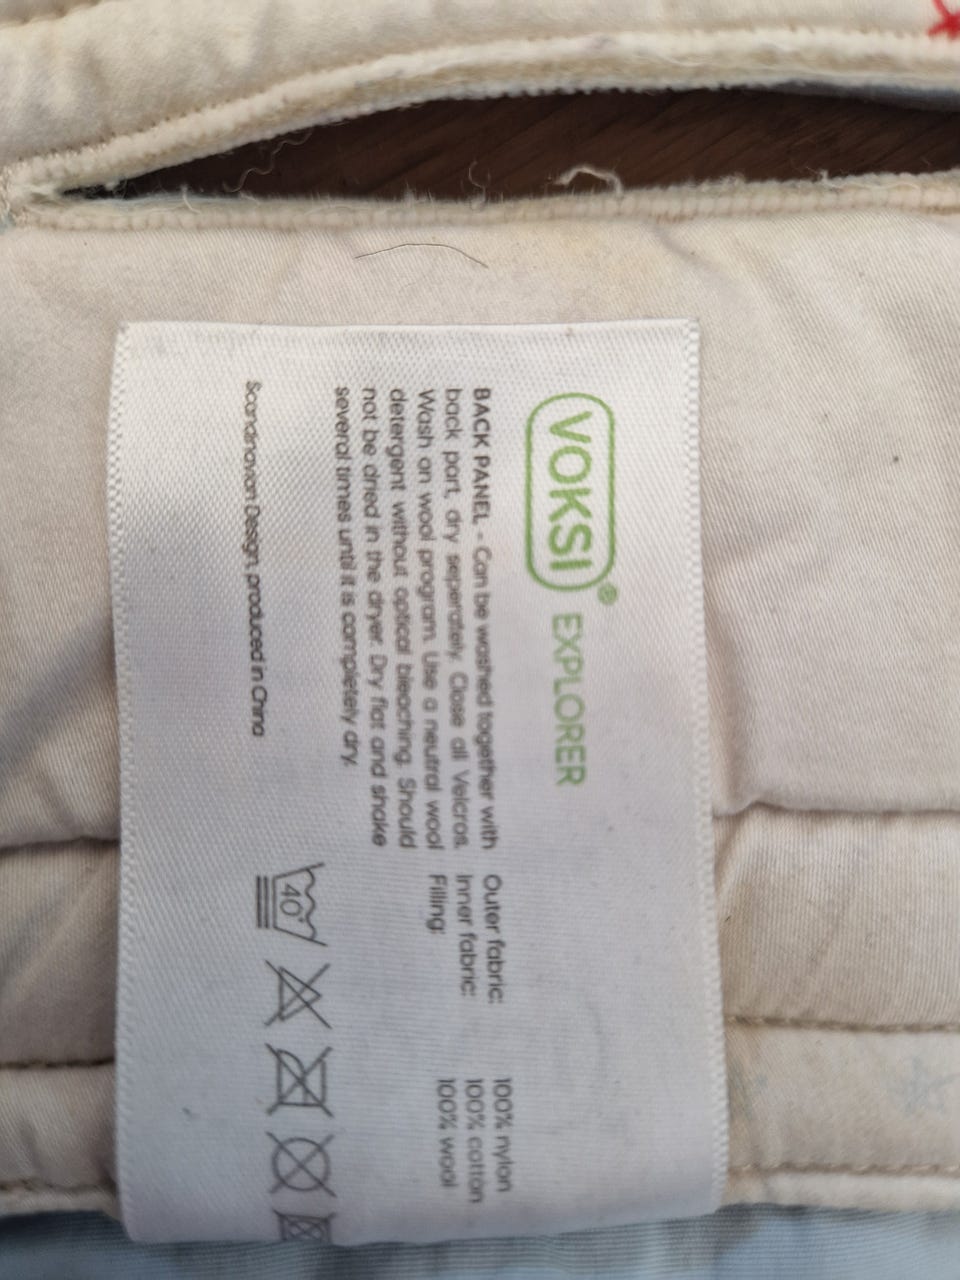 VOKSI® EXPLORER
BACK PANEL - Can be washed together with
back part, dry seperately. Close all Velcros.
Wash on wool program. Use a neutral wool
detergent without optical bleaching. Should
not be dried in the dryer. Dry flat and shake
several times until it is completely dry.
Scandinavian Design, produced in China
Outer fabric: 100% nylon
Inner fabric: 100% cotton
Filling: 100% wool
40°